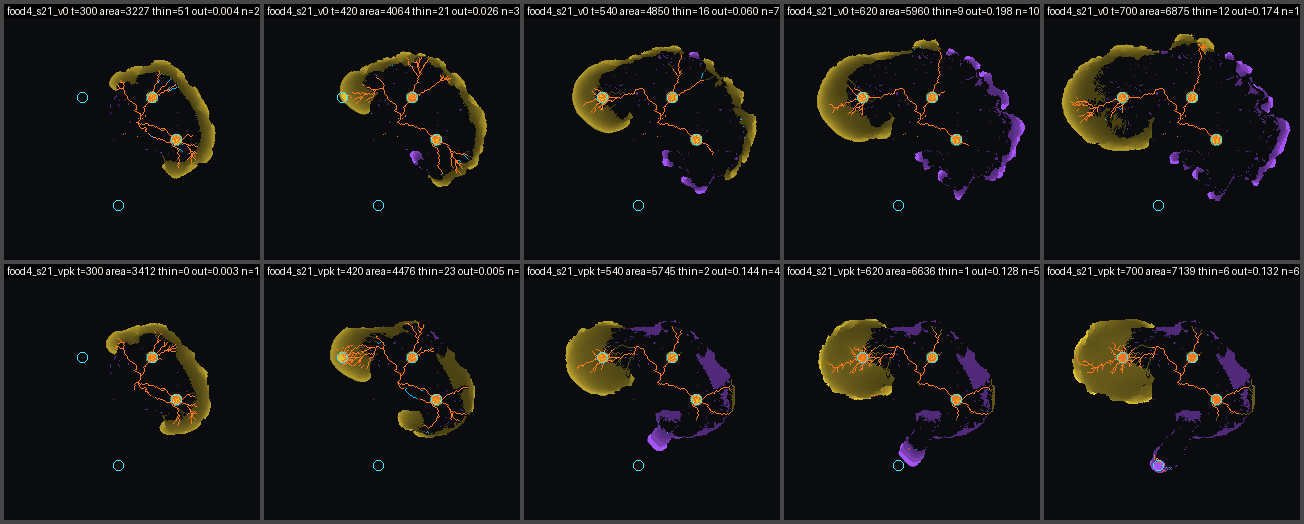 food4_s21_v0 t=300 area=3227 thin=51 out=0.004 n=2
food4_s21_v0 t=420 area=4064 thin=21 out=0.026 n=3
food4_s21_v0 t=540 area=4850 thin=16 out=0.060 n=7
food4_s21_v0 t=620 area=5960 thin=9 out=0.198 n=10
food4_s21_v0 t=700 area=6875 thin=12 out=0.174 n=1
food4_s21_vpk t=300 area=3412 thin=0 out=0.003 n=1
food4_s21_vpk t=420 area=4476 thin=23 out=0.005 n=
food4_s21_vpk t=540 area=5745 thin=2 out=0.144 n=4
food4_s21_vpk t=620 area=6636 thin=1 out=0.128 n=5
food4_s21_vpk t=700 area=7139 thin=6 out=0.132 n=6